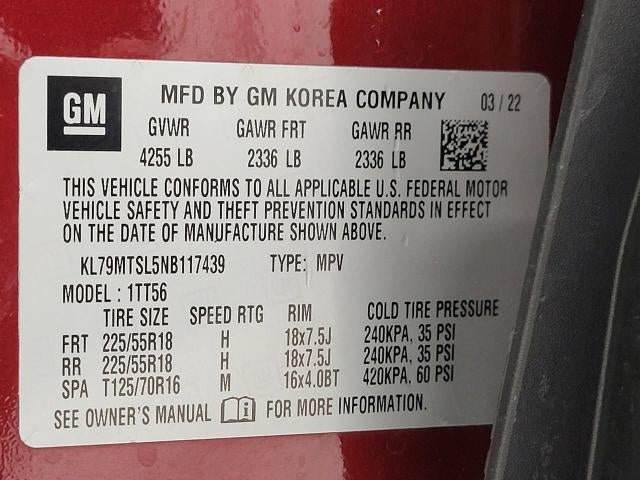 GM MFD BY GM KOREA COMPANY 03 / 22
GVWR GAWR FRT GAWR RR
4255 LB 2336 LB 2336 LB
THIS VEHICLE CONFORMS TO ALL APPLICABLE U.S. FEDERAL MOTOR
VEHICLE SAFETY AND THEFT PREVENTION STANDARDS IN EFFECT
ON THE DATE OF MANUFACTURE SHOWN ABOVE.
KL79MTSL5NB117439 TYPE: MPV
MODEL : 1TT56
TIRE SIZE SPEED RTG RIM COLD TIRE PRESSURE
FRT 225/55R18 H 18x7.5J 240KPA, 35 PSI
RR 225/55R18 H 18x7.5J 240KPA, 35 PSI
SPA T125/70R16 M 16x4.0BT 420KPA, 60 PSI
SEE OWNER'S MANUAL FOR MORE INFORMATION.